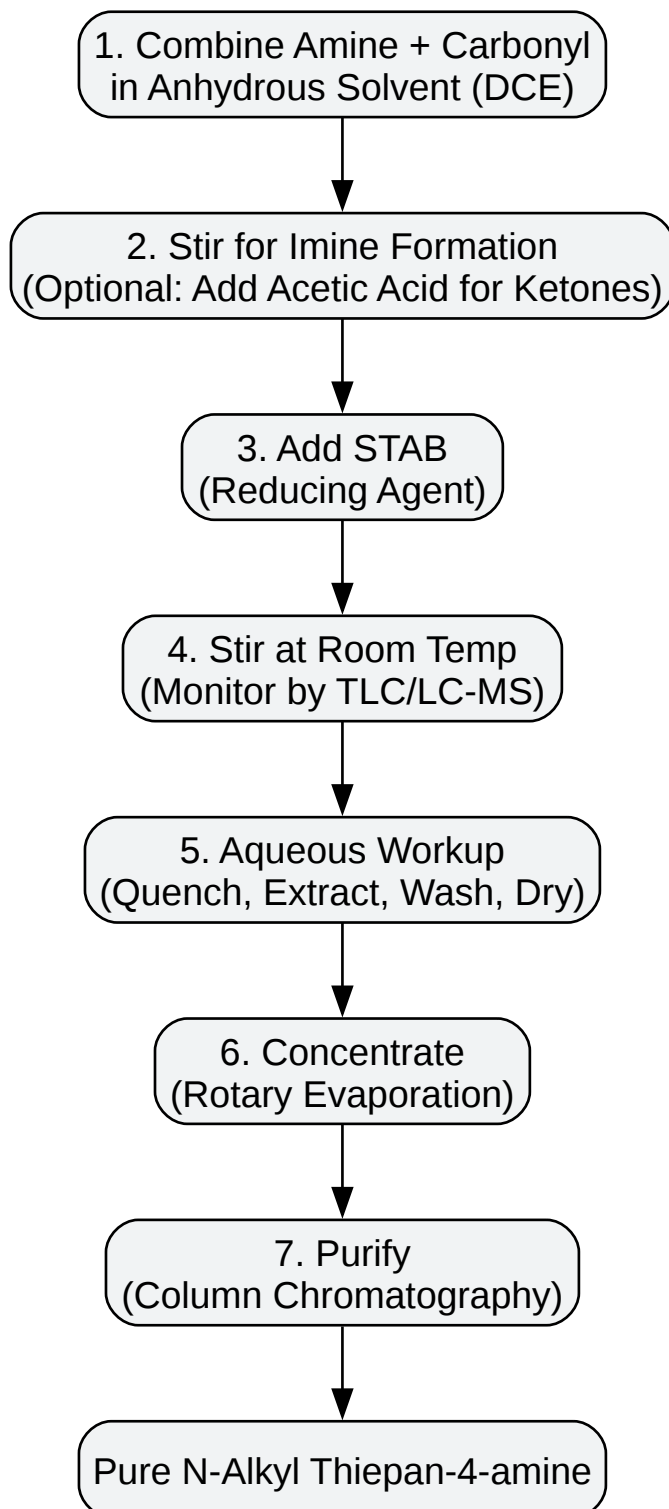 1. Combine Amine + Carbonyl
in Anhydrous Solvent (DCE)
2. Stir for Imine Formation
(Optional: Add Acetic Acid for Ketones)
3. Add STAB
(Reducing Agent)
4. Stir at Room Temp
(Monitor by TLC/LC-MS)
5. Aqueous Workup
(Quench, Extract, Wash, Dry)
6. Concentrate
(Rotary Evaporation)
7. Purify
(Column Chromatography)
Pure N-Alkyl Thiepan-4-amine